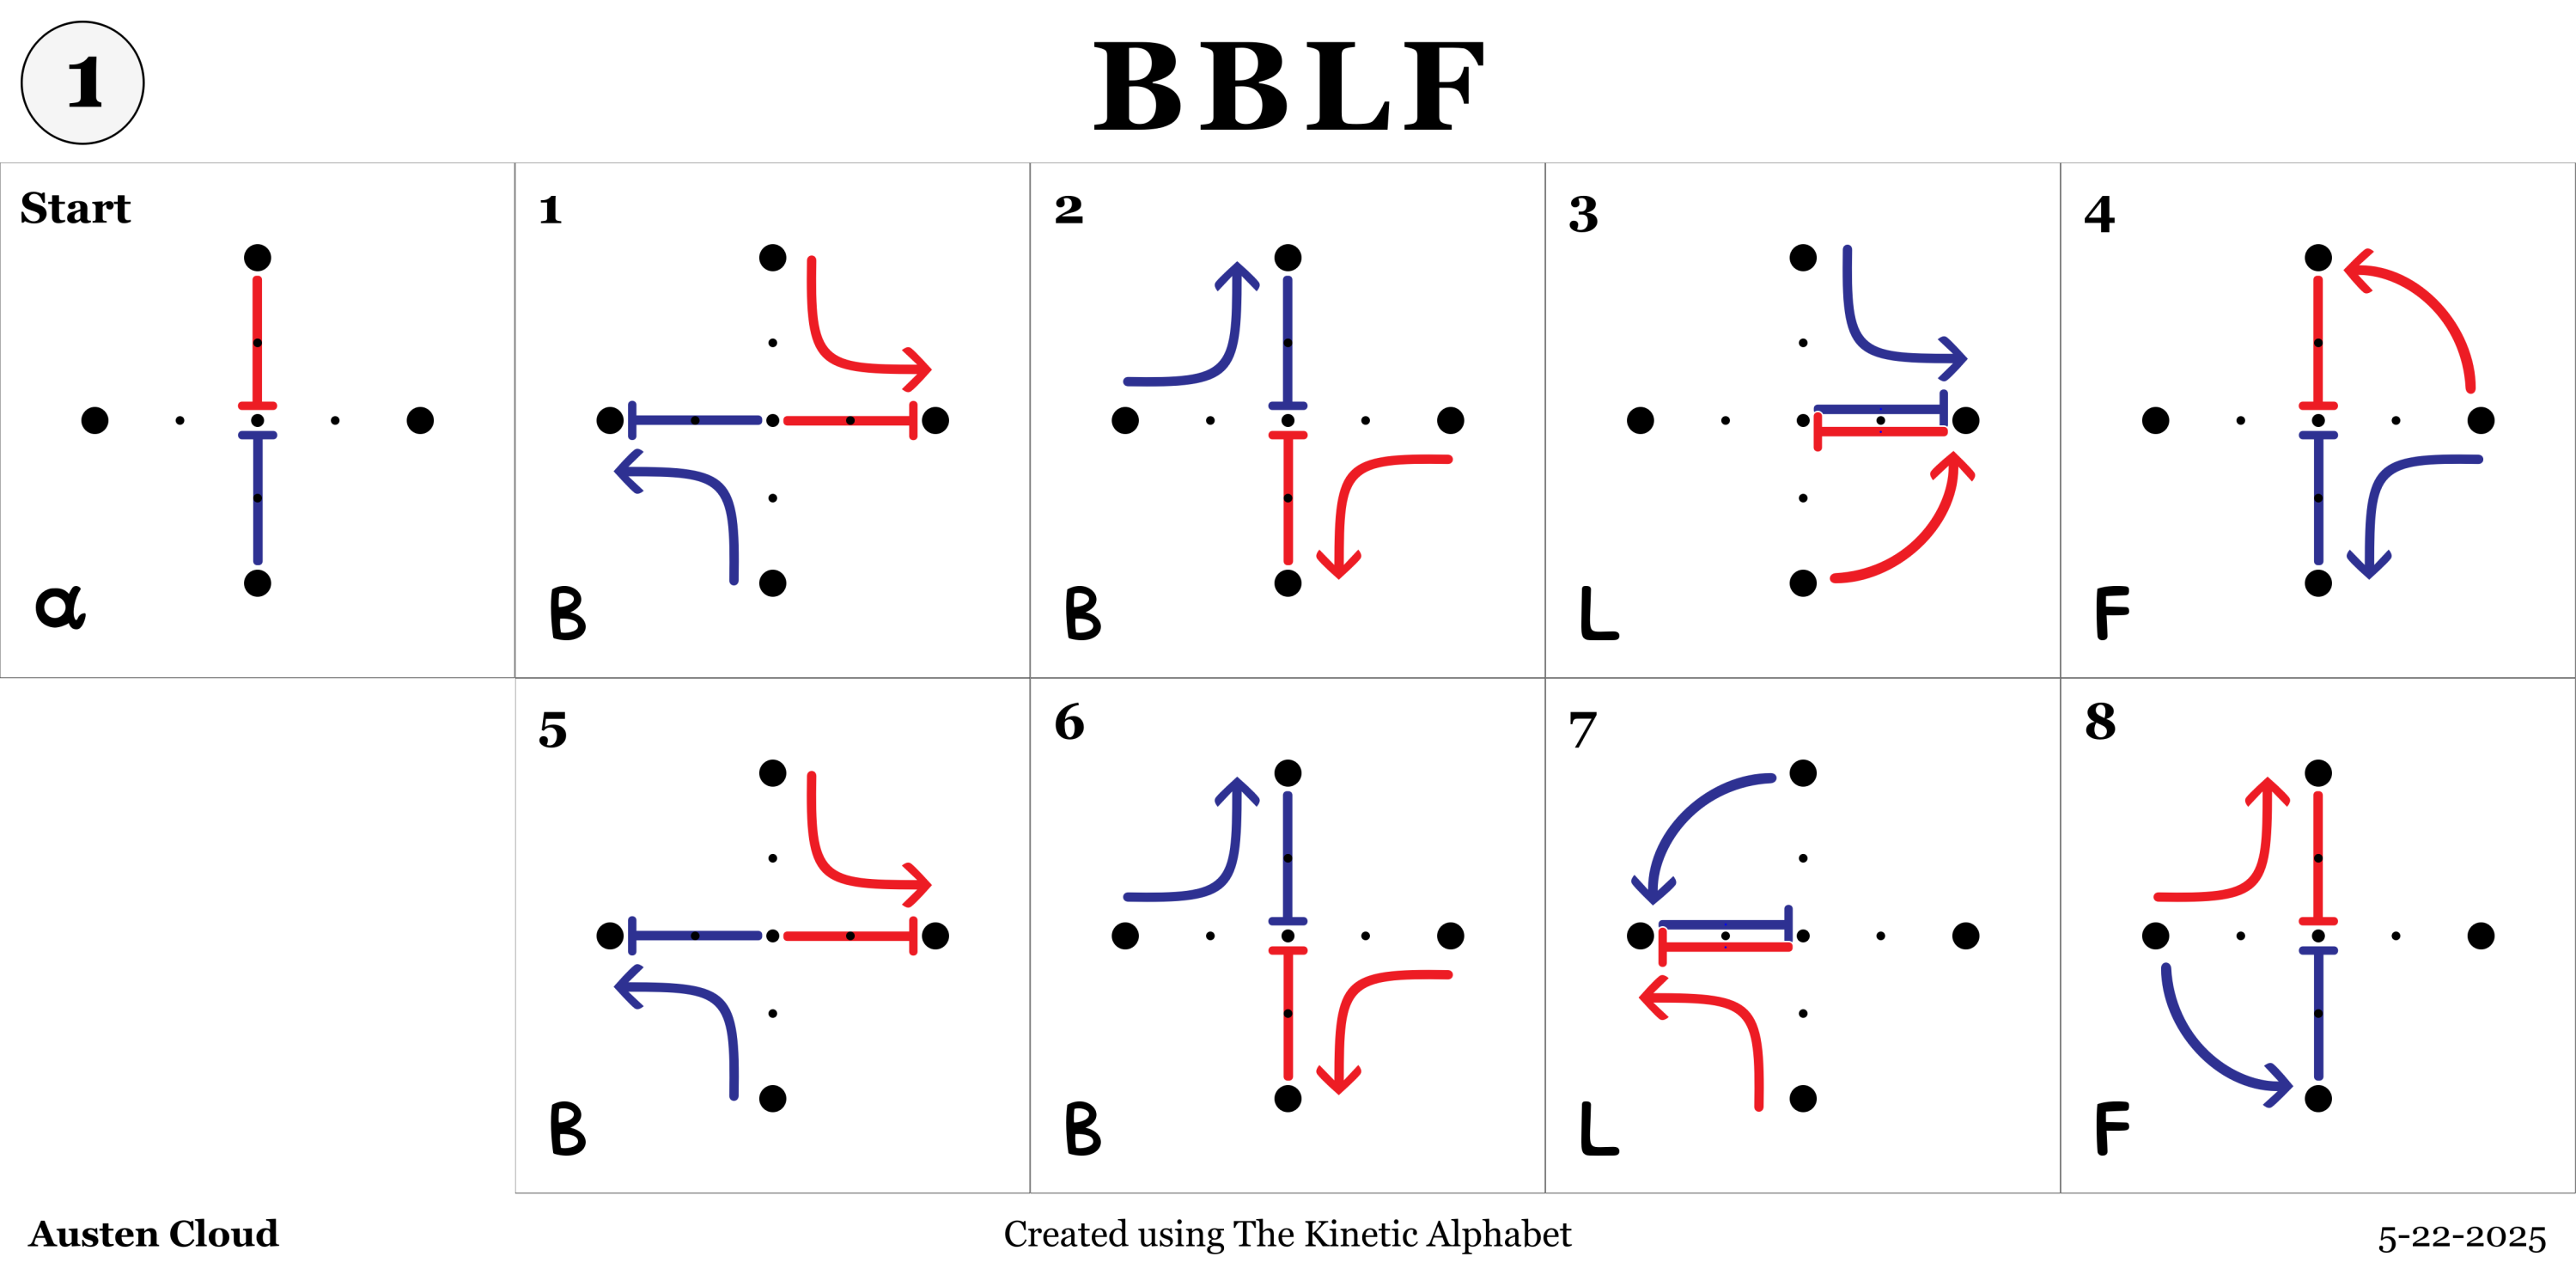 1
BBLF
Start
α
1
B
2
B
3
L
4
F
5
B
6
B
7
L
8
F
Austen Cloud
Created using The Kinetic Alphabet
5-22-2025